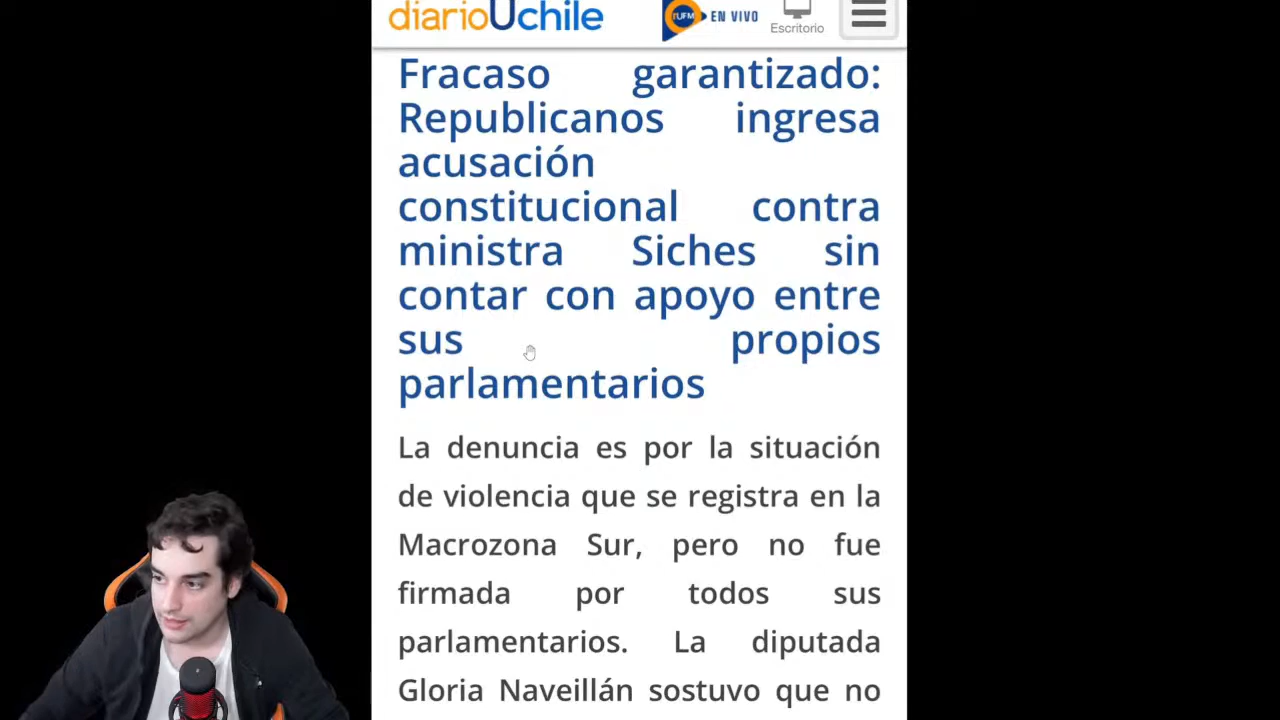 diarioUchile
TUFM EN VIVO
Escritorio
Fracaso garantizado:
Republicanos ingresa
acusación
constitucional contra
ministra Siches sin
contar con apoyo entre
sus propios
parlamentarios
La denuncia es por la situación
de violencia que se registra en la
Macrozona Sur, pero no fue
firmada por todos sus
parlamentarios. La diputada
Gloria Naveillán sostuvo que no